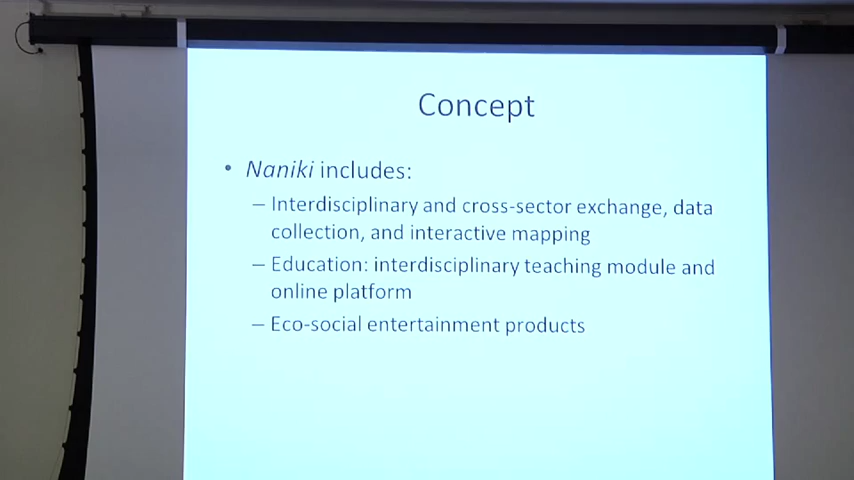 Concept
• Naniki includes:
– Interdisciplinary and cross-sector exchange, data
collection, and interactive mapping
– Education: interdisciplinary teaching module and
online platform
– Eco-social entertainment products